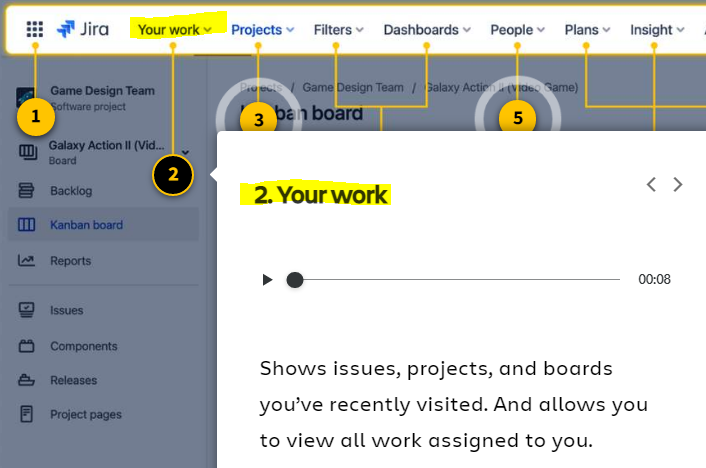 Jira Your work Projects Filters Dashboards People Plans Insight
Game Design Team
Software project
Projects / Game Design Team / Galaxy Action II (Video Game)
1
3
5
Kanban board
Galaxy Action II (Vid...
Board
2
Backlog
Kanban board
Reports
Issues
Components
Releases
Project pages
2. Your work
00:08
Shows issues, projects, and boards
you’ve recently visited. And allows you
to view all work assigned to you.